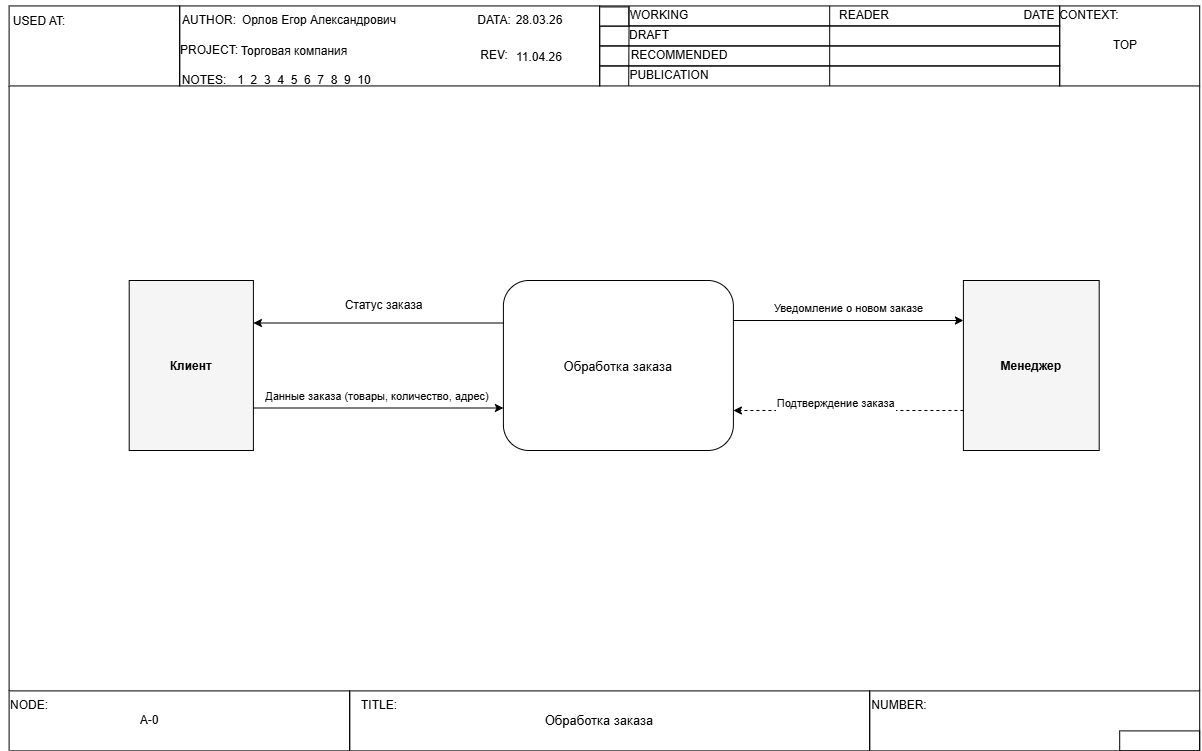 USED AT:
AUTHOR: Орлов Егор Александрович
DATA: 28.03.26
PROJECT: Торговая компания
REV: 11.04.26
NOTES: 1 2 3 4 5 6 7 8 9 10
WORKING
DRAFT
RECOMMENDED
PUBLICATION
READER
DATE
CONTEXT:
TOP
Статус заказа
Уведомление о новом заказе
Клиент
Обработка заказа
Менеджер
Данные заказа (товары, количество, адрес)
Подтверждение заказа
NODE:
A-0
TITLE:
Обработка заказа
NUMBER: